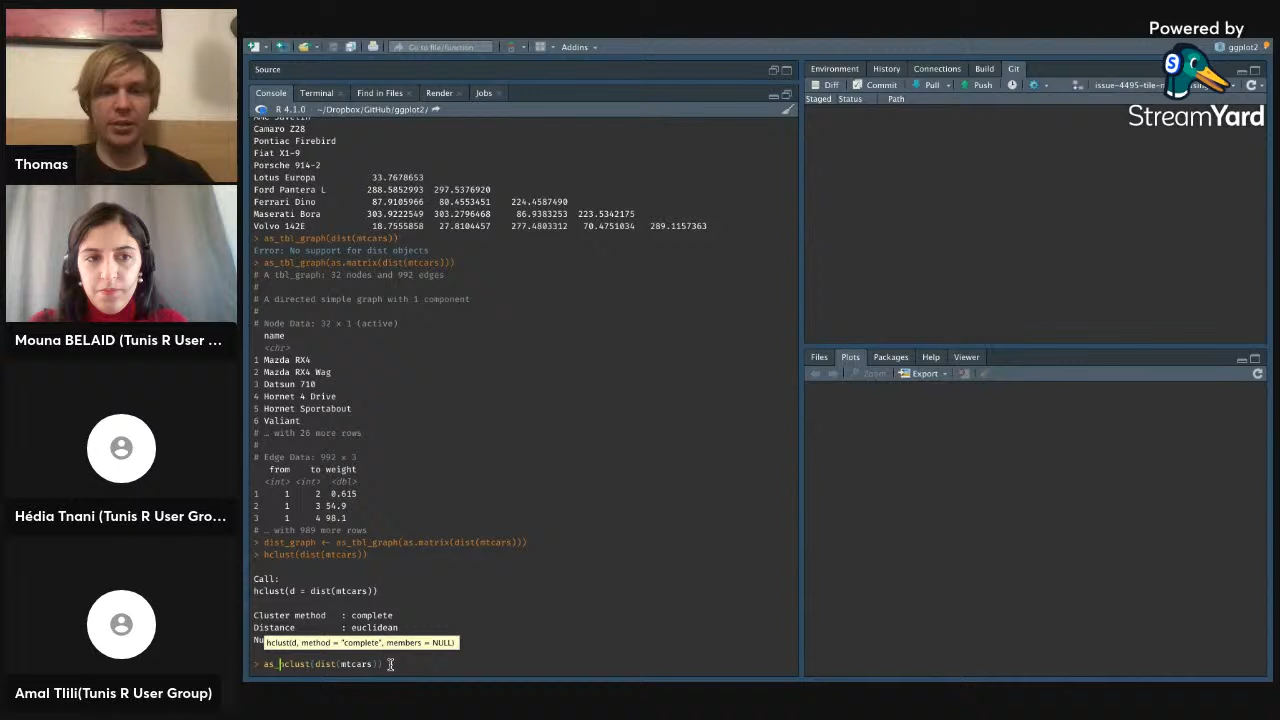 Thomas
Mouna BELAID (Tunis R User ...
Hédia Tnani (Tunis R User Gro...
Amal Tlili(Tunis R User Group)
Powered by
StreamYard
Go to file/function
Addins
ggplot2
Source
Console
Terminal
Find in Files
Render
Jobs
R 4.1.0 · ~/Dropbox/GitHub/ggplot2/
Camaro Z28
Pontiac Firebird
Fiat X1-9
Porsche 914-2
Lotus Europa 33.7678653
Ford Pantera L 288.5852993 297.5376920
Ferrari Dino 87.9105966 80.4553451 224.4587490
Maserati Bora 303.9222549 303.2796468 86.9383253 223.5342175
Volvo 142E 18.7555858 27.8104457 277.4803312 70.4751034 289.1157363
> as_tbl_graph(dist(mtcars))
Error: No support for dist objects
> as_tbl_graph(as.matrix(dist(mtcars)))
# A tbl_graph: 32 nodes and 992 edges
#
# A directed simple graph with 1 component
#
# Node Data: 32 x 1 (active)
name
<chr>
1 Mazda RX4
2 Mazda RX4 Wag
3 Datsun 710
4 Hornet 4 Drive
5 Hornet Sportabout
6 Valiant
# … with 26 more rows
#
# Edge Data: 992 x 3
from to weight
<int> <int> <dbl>
1 1 2 0.615
2 1 3 54.9
3 1 4 98.1
# … with 989 more rows
> dist_graph <- as_tbl_graph(as.matrix(dist(mtcars)))
> hclust(dist(mtcars))
Call:
hclust(d = dist(mtcars))
Cluster method : complete
Distance : euclidean
Nu
hclust(d, method = "complete", members = NULL)
> as_hclust(dist(mtcars))
Environment
History
Connections
Build
Git
Diff
Commit
Pull
Push
issue-4495-tile-
Staged Status Path
Files
Plots
Packages
Help
Viewer
Zoom
Export